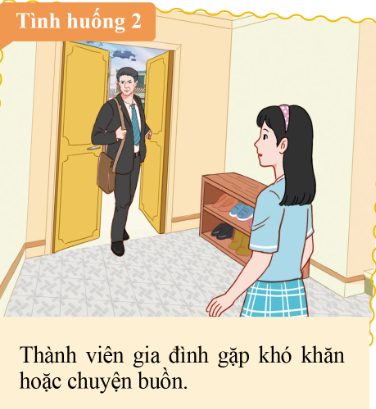 Tình huống 2
Thành viên gia đình gặp khó khăn
hoặc chuyện buồn.